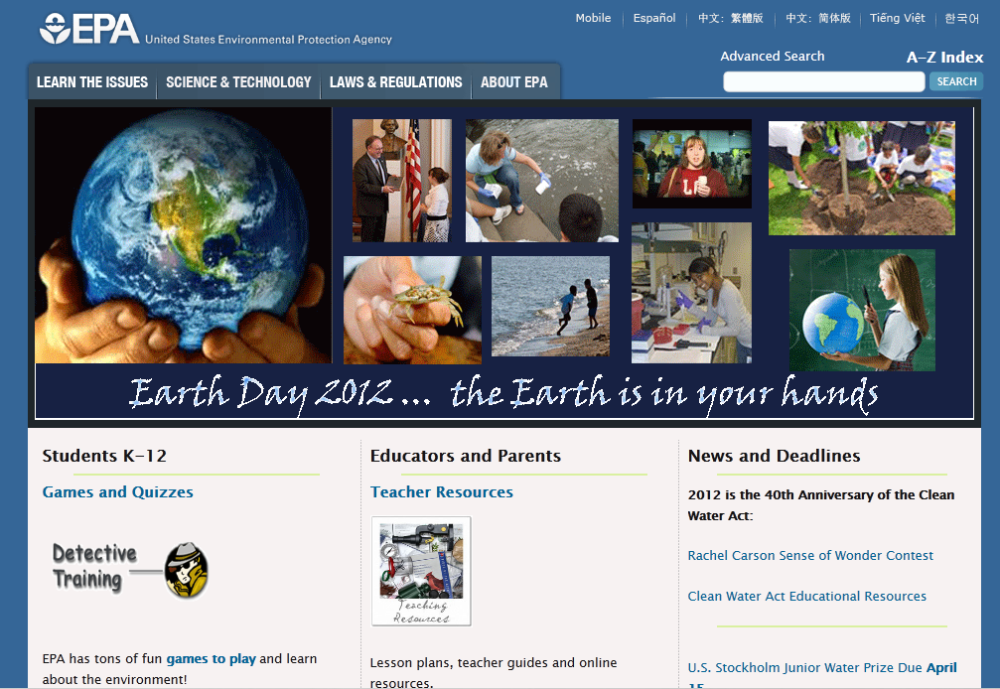 EPA United States Environmental Protection Agency
Mobile Español 中文: 繁體版 中文: 简体版 Tiếng Việt 한국어
Advanced Search A-Z Index
SEARCH
LEARN THE ISSUES SCIENCE & TECHNOLOGY LAWS & REGULATIONS ABOUT EPA
Earth Day 2012 ... the Earth is in your hands
Students K-12
Games and Quizzes
Detective
Training
EPA has tons of fun games to play and learn
about the environment!
Educators and Parents
Teacher Resources
Teaching
Resources
Lesson plans, teacher guides and online
resources.
News and Deadlines
2012 is the 40th Anniversary of the Clean
Water Act:
Rachel Carson Sense of Wonder Contest
Clean Water Act Educational Resources
U.S. Stockholm Junior Water Prize Due April
15